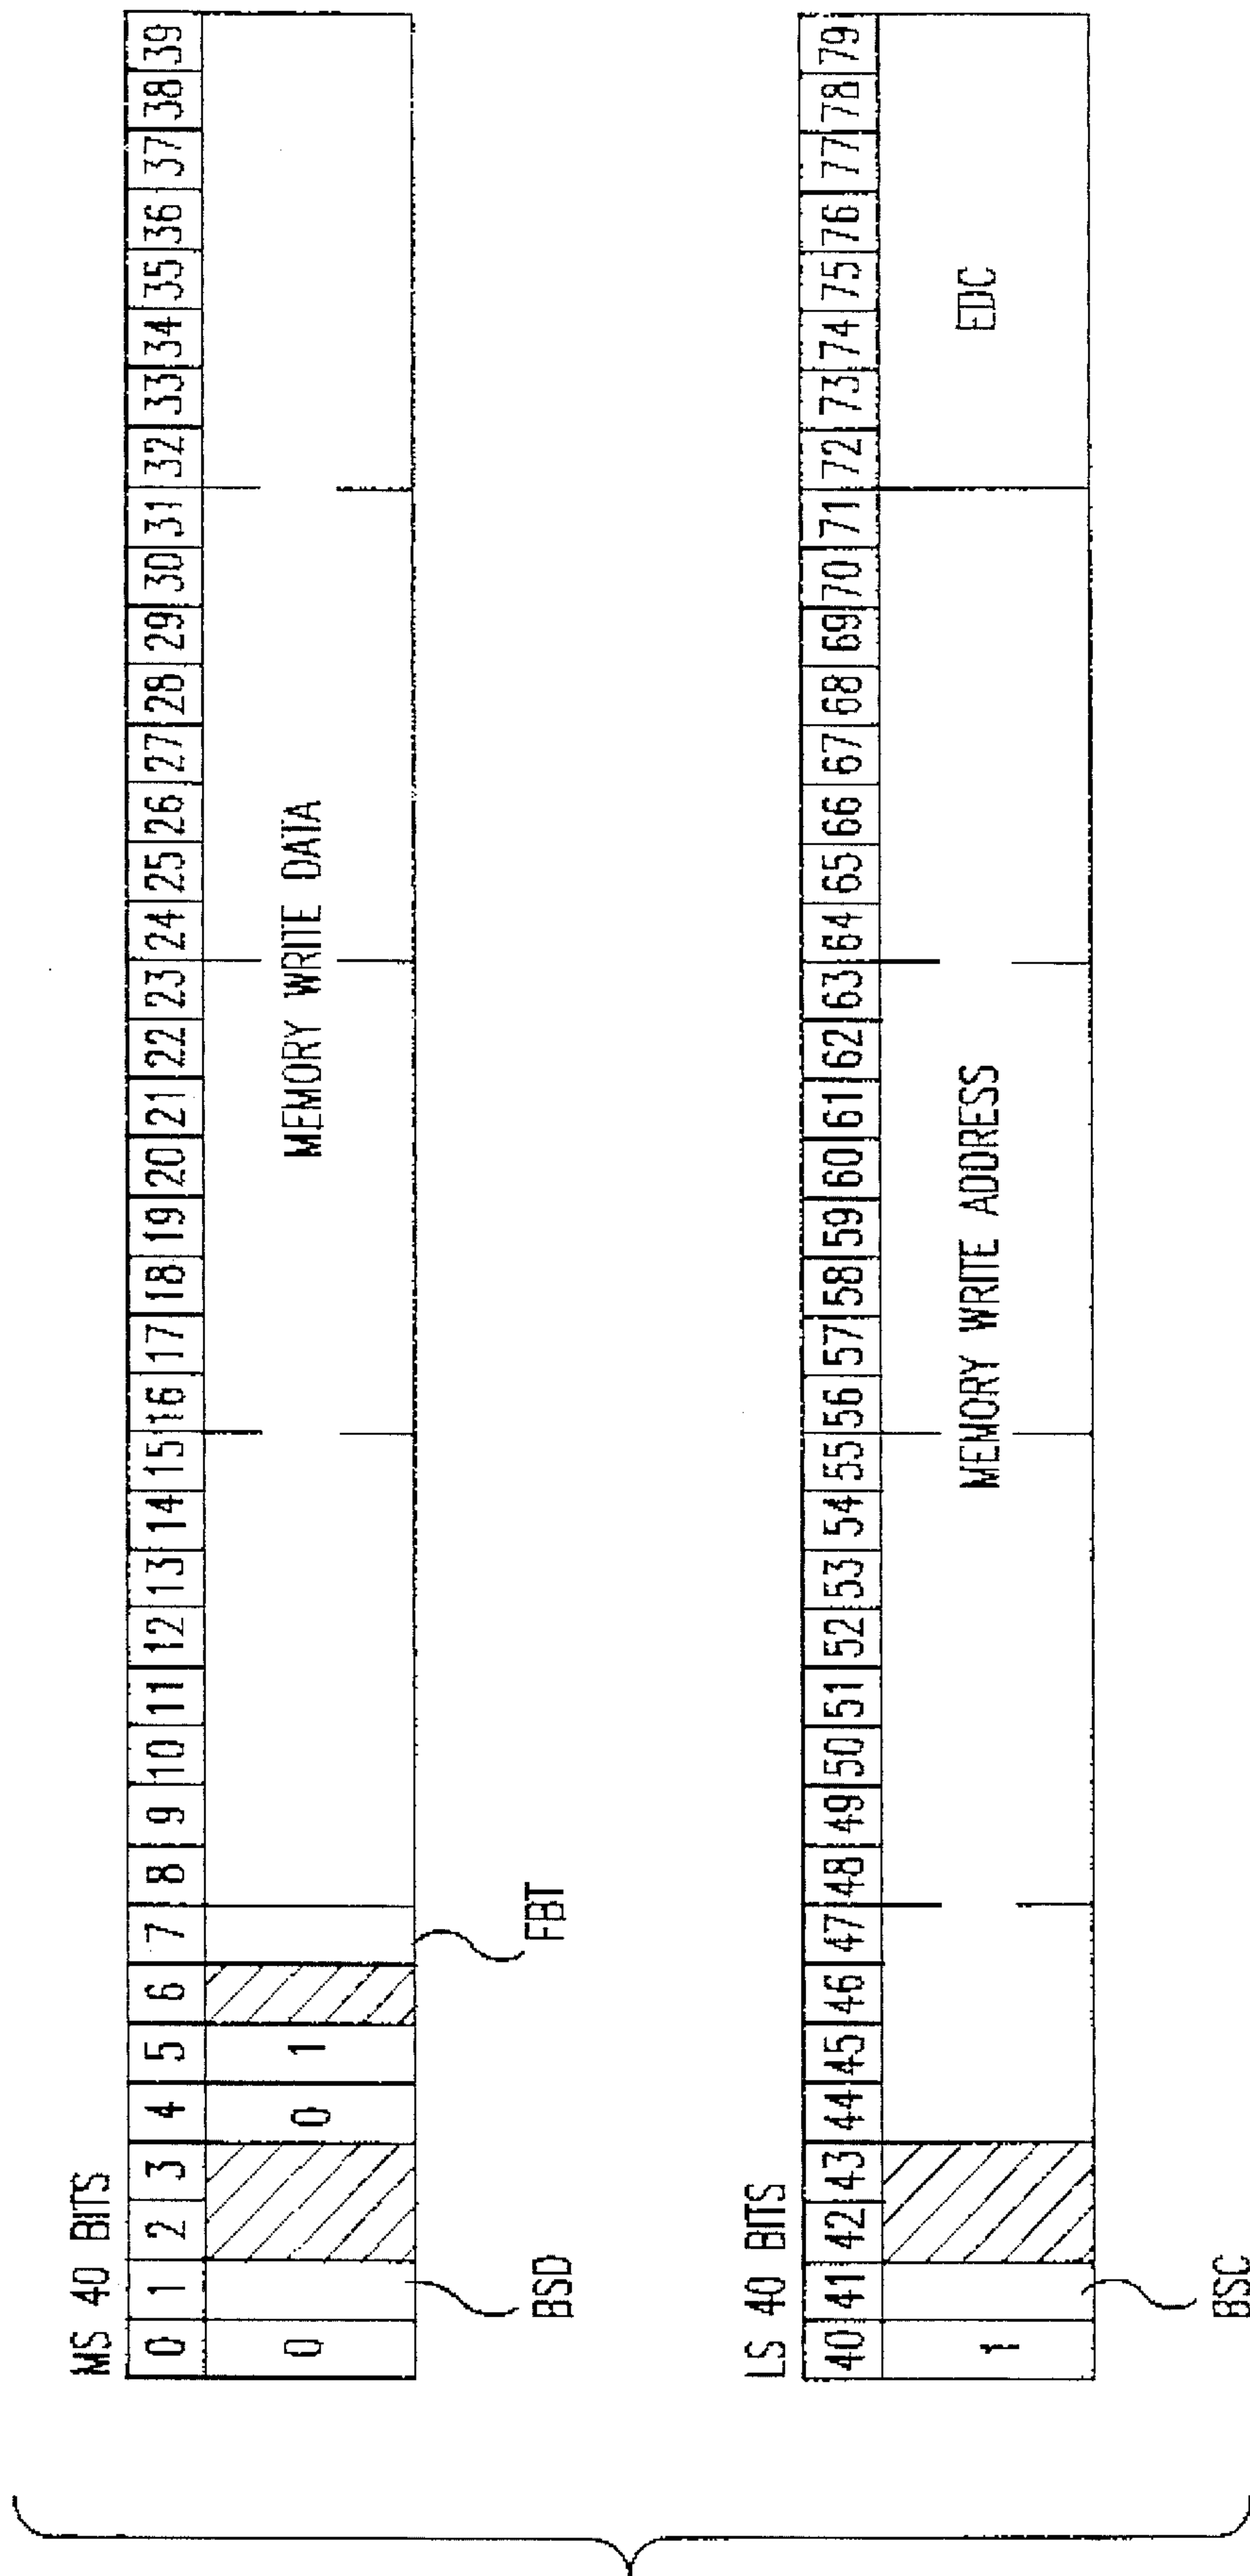 MS 40 BITS
0 1 2 3 4 5 6 7 8 9 10 11 12 13 14 15 16 17 18 19 20 21 22 23 24 25 26 27 28 29 30 31 32 33 34 35 36 37 38 39
0 0 1 MEMORY WRITE DATA
BSD FBT
LS 40 BITS
40 41 42 43 44 45 46 47 48 49 50 51 52 53 54 55 56 57 58 59 60 61 62 63 64 65 66 67 68 69 70 71 72 73 74 75 76 77 78 79
1 MEMORY WRITE ADDRESS EDC
BSC